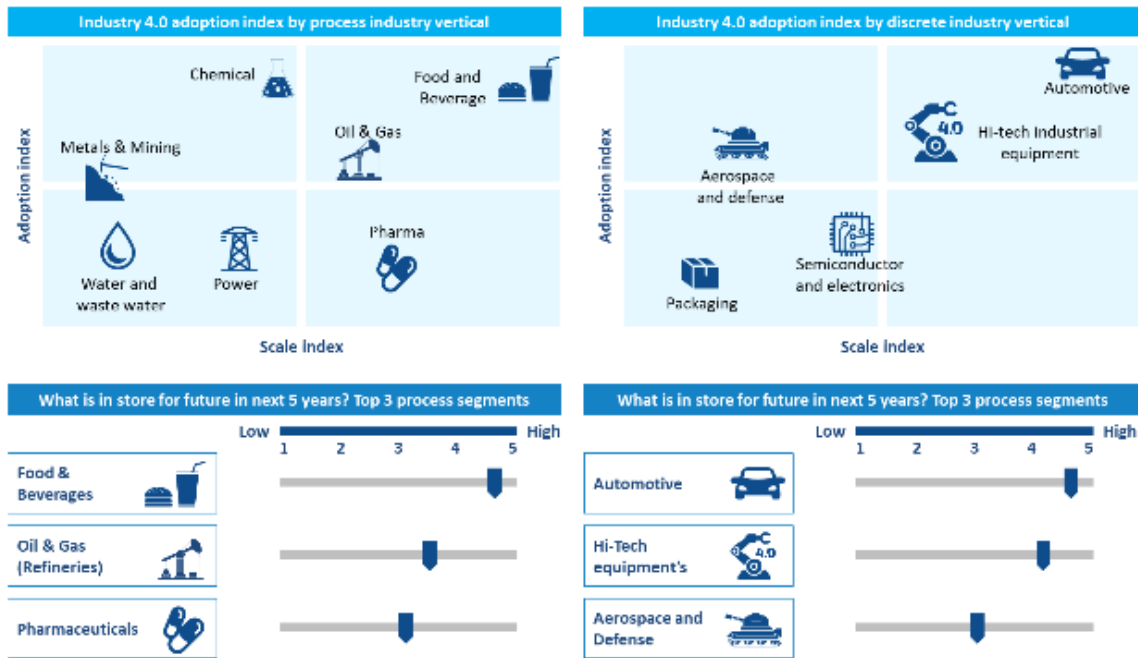 Industry 4.0 adoption index by process industry vertical
Adoption index
Chemical
Food and
Beverage
Oil & Gas
Metals & Mining
Pharma
Water and
waste water
Power
Scale Index
Industry 4.0 adoption index by discrete industry vertical
Adoption index
Automotive
4.0
Hi-tech Industrial
equipment
Aerospace
and defense
Semiconductor
and electronics
Packaging
Scale Index
What is in store for future in next 5 years? Top 3 process segments
Low High
1 2 3 4 5
Food &
Beverages
Oil & Gas
(Refineries)
Pharmaceuticals
What is in store for future in next 5 years? Top 3 process segments
Low High
1 2 3 4 5
Automotive
Hi-Tech
equipment's
4.0
Aerospace and
Defense